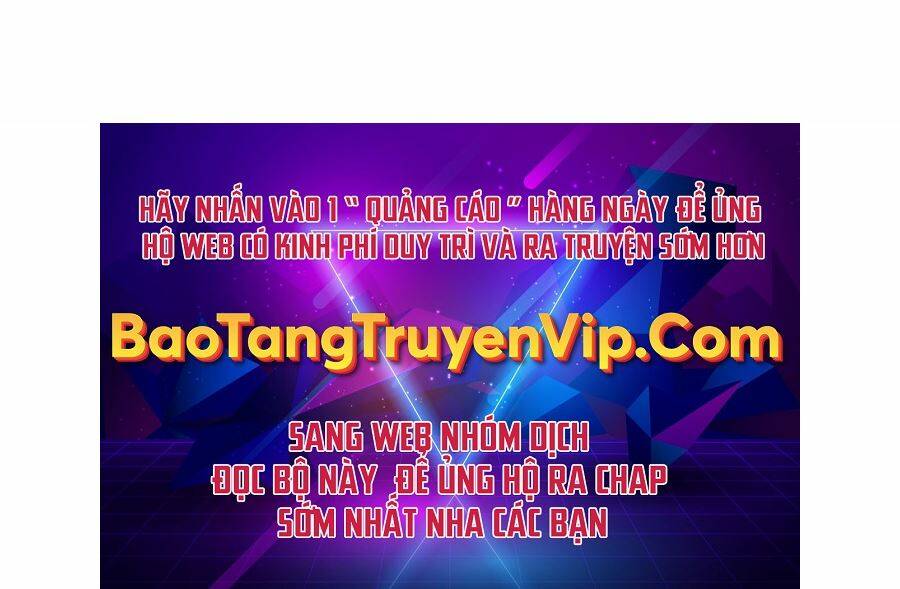 HÃY NHẤN VÀO 1 “ QUẢNG CÁO ” HÀNG NGÀY ĐỂ ỦNG
HỘ WEB CÓ KINH PHÍ DUY TRÌ VÀ RA TRUYỆN SỚM HƠN
BaoTangTruyenVip.Com
SANG WEB NHÓM DỊCH
ĐỌC BỘ NÀY ĐỂ ỦNG HỘ RA CHAP
SỚM NHẤT NHA CÁC BẠN